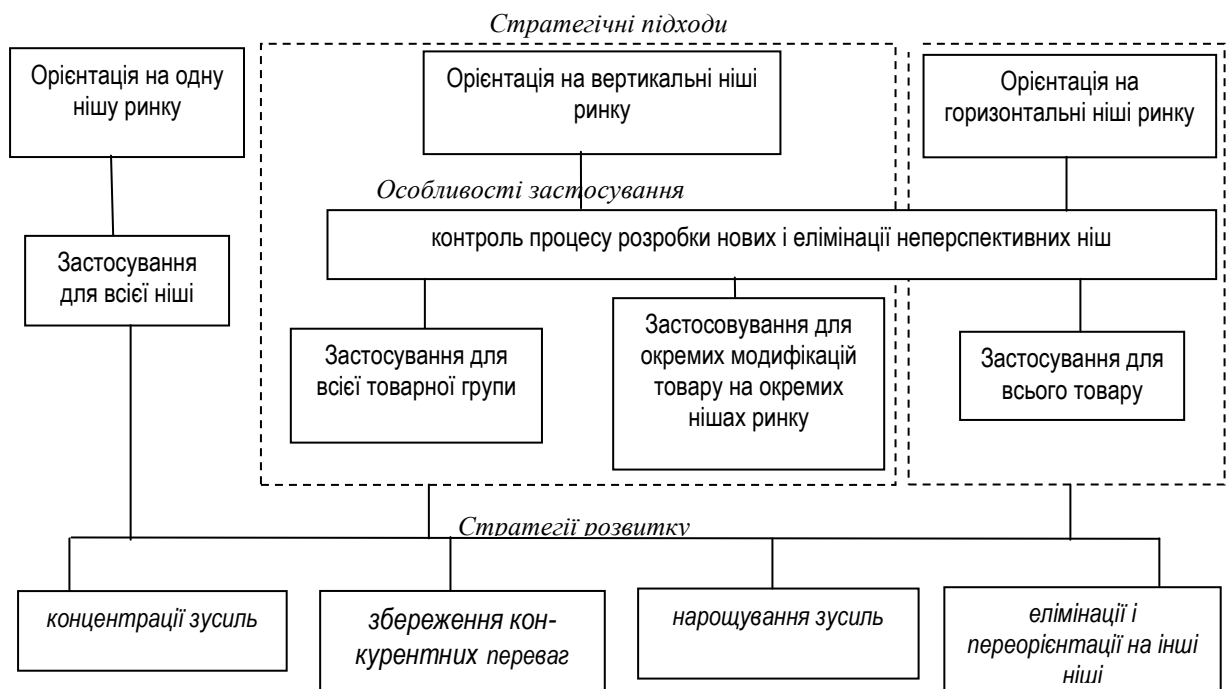 Стратегічні підходи
Орієнтація на одну
нішу ринку
Орієнтація на вертикальні ніші
ринку
Орієнтація на
горизонтальні ніші ринку
Особливості застосування
контроль процесу розробки нових і елімінації неперспективних ніш
Застосування
для всієї ніші
Застосування для
всієї товарної групи
Застосовування для
окремих модифікацій
товару на окремих
нішах ринку
Застосування для
всього товару
Стратегії розвитку
концентрації зусиль
збереження кон-
курентних переваг
нарощування зусиль
елімінації і
переорієнтації на інші
ніші